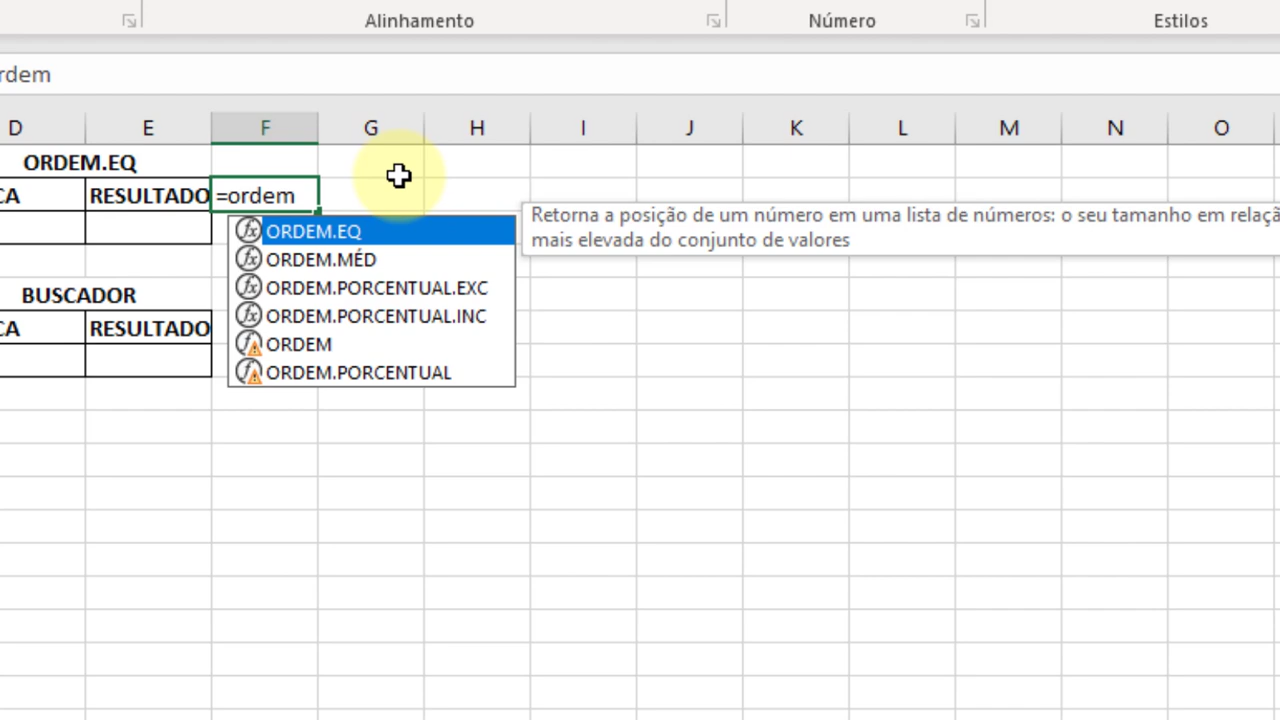 Alinhamento Número Estilos
rdem
D E F G H I J K L M N O
ORDEM.EQ
CA RESULTADO =ordem
Retorna a posição de um número em uma lista de números: o seu tamanho em relaçã
mais elevada do conjunto de valores
ORDEM.EQ
ORDEM.MÉD
ORDEM.PORCENTUAL.EXC
ORDEM.PORCENTUAL.INC
ORDEM
ORDEM.PORCENTUAL
BUSCADOR
CA RESULTADO